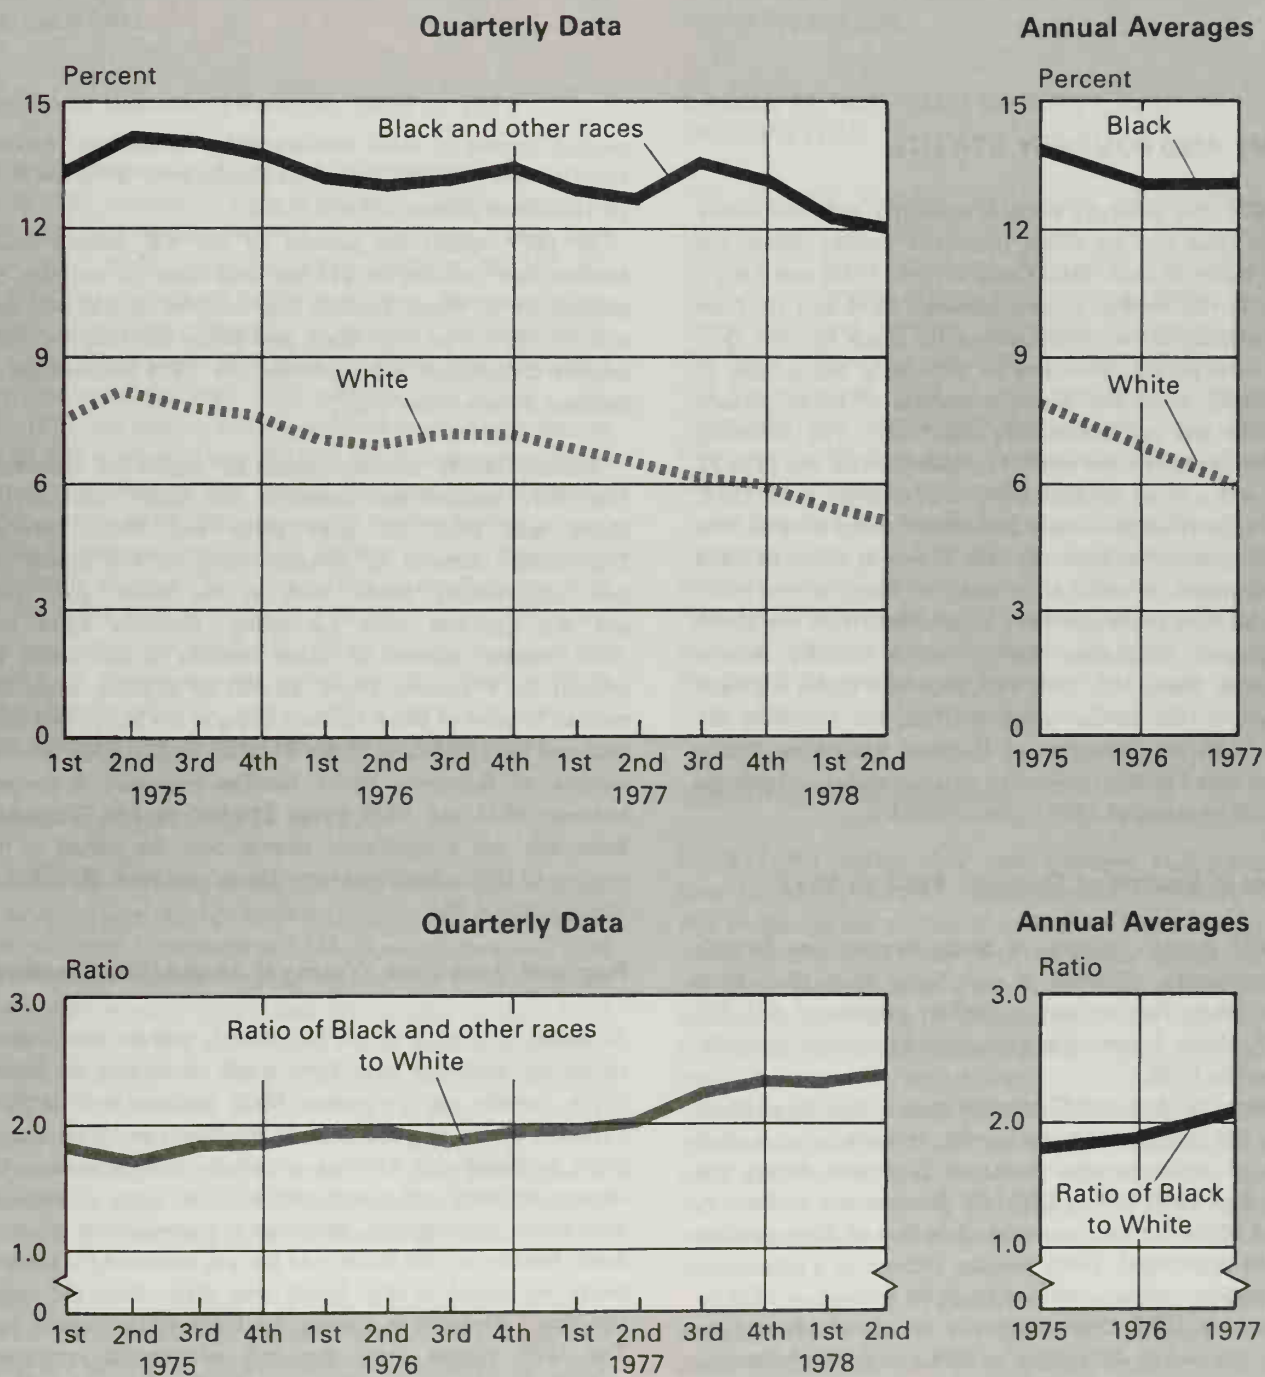 Quarterly Data
Percent
15
12
9
6
3
0
Black and other races
White
1st 2nd 3rd 4th 1st 2nd 3rd 4th 1st 2nd 3rd 4th 1st 2nd
1975 1976 1977 1978
Annual Averages
Percent
15
12
9
6
3
0
Black
White
1975 1976 1977
Quarterly Data
Ratio
3.0
2.0
1.0
0
Ratio of Black and other races
to White
1st 2nd 3rd 4th 1st 2nd 3rd 4th 1st 2nd 3rd 4th 1st 2nd
1975 1976 1977 1978
Annual Averages
Ratio
3.0
2.0
1.0
0
Ratio of Black
to White
1975 1976 1977